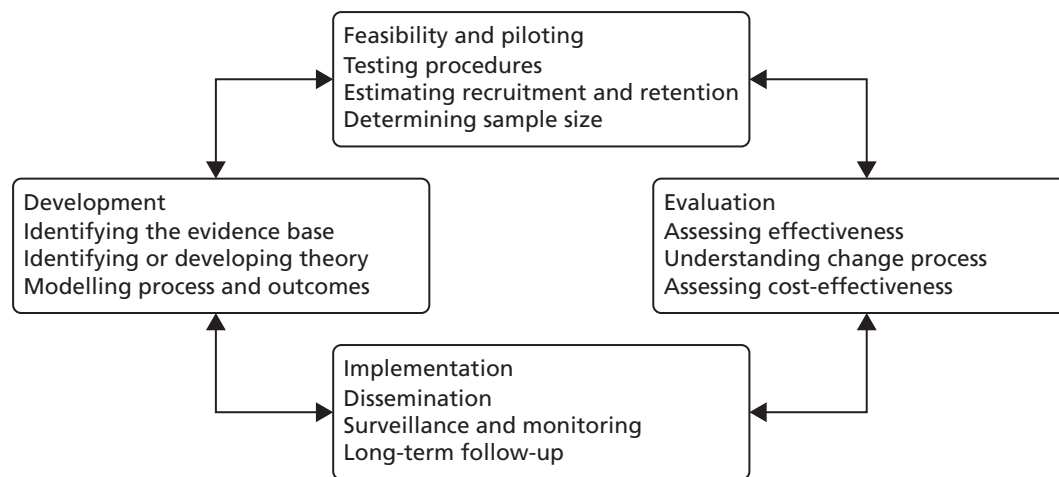 Feasibility and piloting
Testing procedures
Estimating recruitment and retention
Determining sample size
Development
Identifying the evidence base
Identifying or developing theory
Modelling process and outcomes
Evaluation
Assessing effectiveness
Understanding change process
Assessing cost-effectiveness
Implementation
Dissemination
Surveillance and monitoring
Long-term follow-up